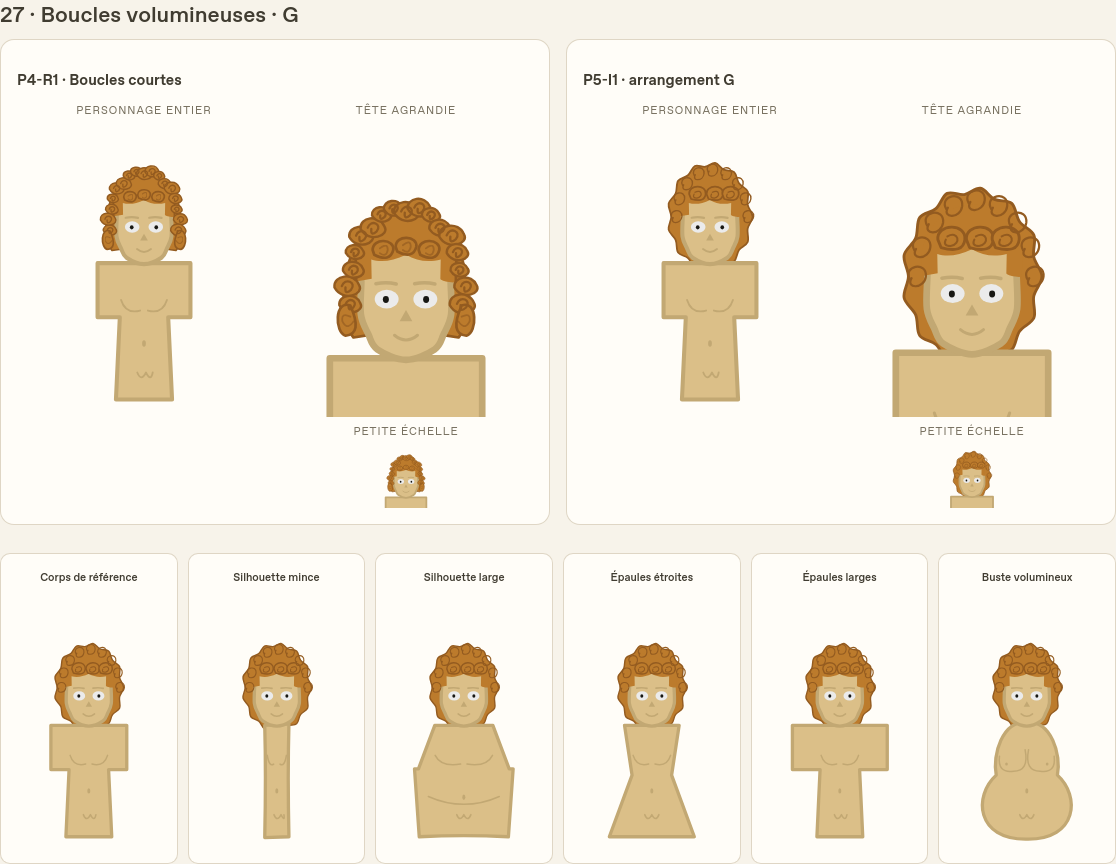 27 · Boucles volumineuses · G
P4-R1 · Boucles courtes
PERSONNAGE ENTIER
TÊTE AGRANDIE
PETITE ÉCHELLE
P5-I1 · arrangement G
PERSONNAGE ENTIER
TÊTE AGRANDIE
PETITE ÉCHELLE
Corps de référence
Silhouette mince
Silhouette large
Épaules étroites
Épaules larges
Buste volumineux